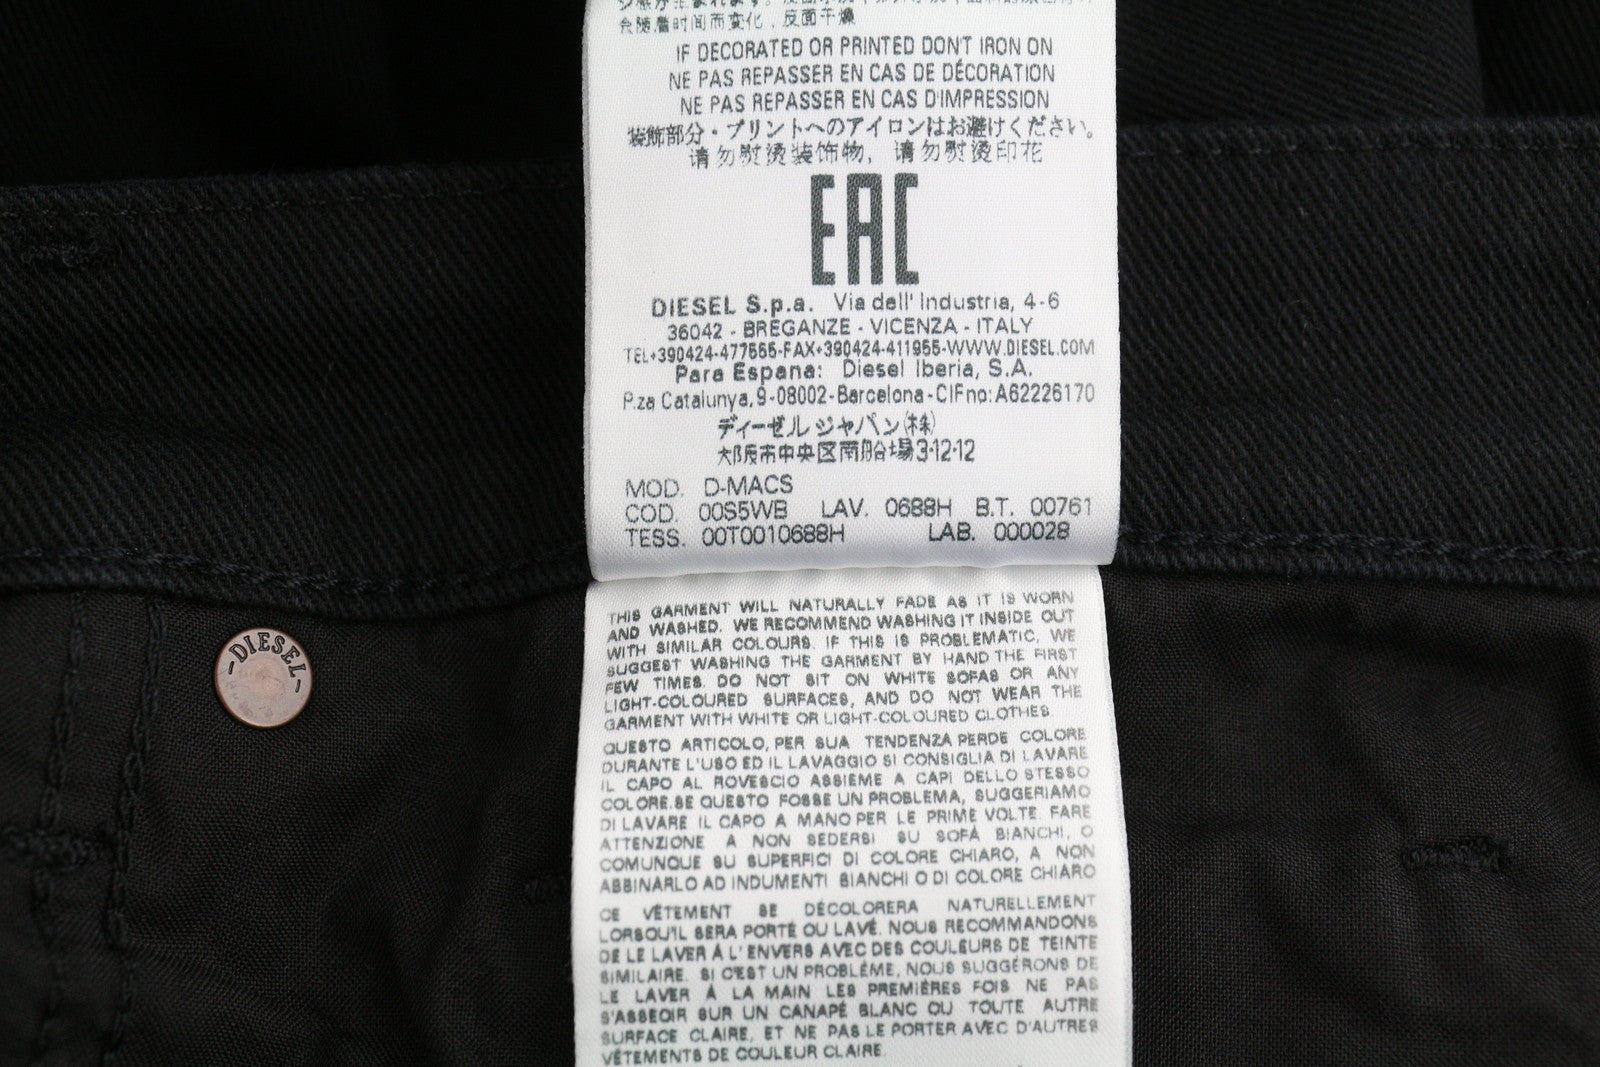 会随着时间而变化，反面干燥
IF DECORATED OR PRINTED DONT IRON ON
NE PAS REPASSER EN CAS DE DÉCORATION
NE PAS REPASSER EN CAS D'IMPRESSION
装飾部分・プリントへのアイロンはお避けください。
请勿熨烫装饰物，请勿熨烫印花
EAC
DIESEL S.p.a. Via dell' Industria, 4-6
36042 - BREGANZE - VICENZA - ITALY
TEL+390424-477555-FAX+390424-411955-WWW.DIESEL.COM
Para Espana: Diesel Iberia, S.A.
P.za Catalunya, 9-08002-Barcelona-CIFno: A62226170
ディーゼル ジャパン(株)
大阪市中央区南船場3-12-12
MOD. D-MACS
COD. 00S5WB LAV. 0688H B.T. 00761
TESS. 00T0010688H LAB. 000028
DIESEL
THIS GARMENT WILL NATURALLY FADE AS IT IS WORN
AND WASHED. WE RECOMMEND WASHING IT INSIDE OUT
WITH SIMILAR COLOURS. IF THIS IS PROBLEMATIC, WE
SUGGEST WASHING THE GARMENT BY HAND THE FIRST
FEW TIMES. DO NOT SIT ON WHITE SOFAS OR ANY
LIGHT-COLOURED SURFACES, AND DO NOT WEAR THE
GARMENT WITH WHITE OR LIGHT-COLOURED CLOTHES.
QUESTO ARTICOLO, PER SUA TENDENZA PERDE COLORE
DURANTE L'USO ED IL LAVAGGIO SI CONSIGLIA DI LAVARE
IL CAPO AL ROVESCIO ASSIEME A CAPI DELLO STESSO
COLORE.SE QUESTO FOSSE UN PROBLEMA, SUGGERIAMO
DI LAVARE IL CAPO A MANO PER LE PRIME VOLTE. FARE
ATTENZIONE A NON SEDERSI SU SOFÀ BIANCHI, O
COMUNQUE SU SUPERFICI DI COLORE CHIARO, A NON
ABBINARLO AD INDUMENTI BIANCHI O DI COLORE CHIARO
CE VÊTEMENT SE DÉCOLORERA NATURELLEMENT
LORSQU'IL SERA PORTÉ OU LAVÉ. NOUS RECOMMANDONS
DE LE LAVER À L'ENVERS AVEC DES COULEURS DE TEINTE
SIMILAIRE. SI C'EST UN PROBLÈME, NOUS SUGGÉRONS DE
LE LAVER À LA MAIN LES PREMIÈRES FOIS NE PAS
S'ASSEOIR SUR UN CANAPÉ BLANC OU TOUTE AUTRE
SURFACE CLAIRE, ET NE PAS LE PORTER AVEC D'AUTRES
VÊTEMENTS DE COULEUR CLAIRE.